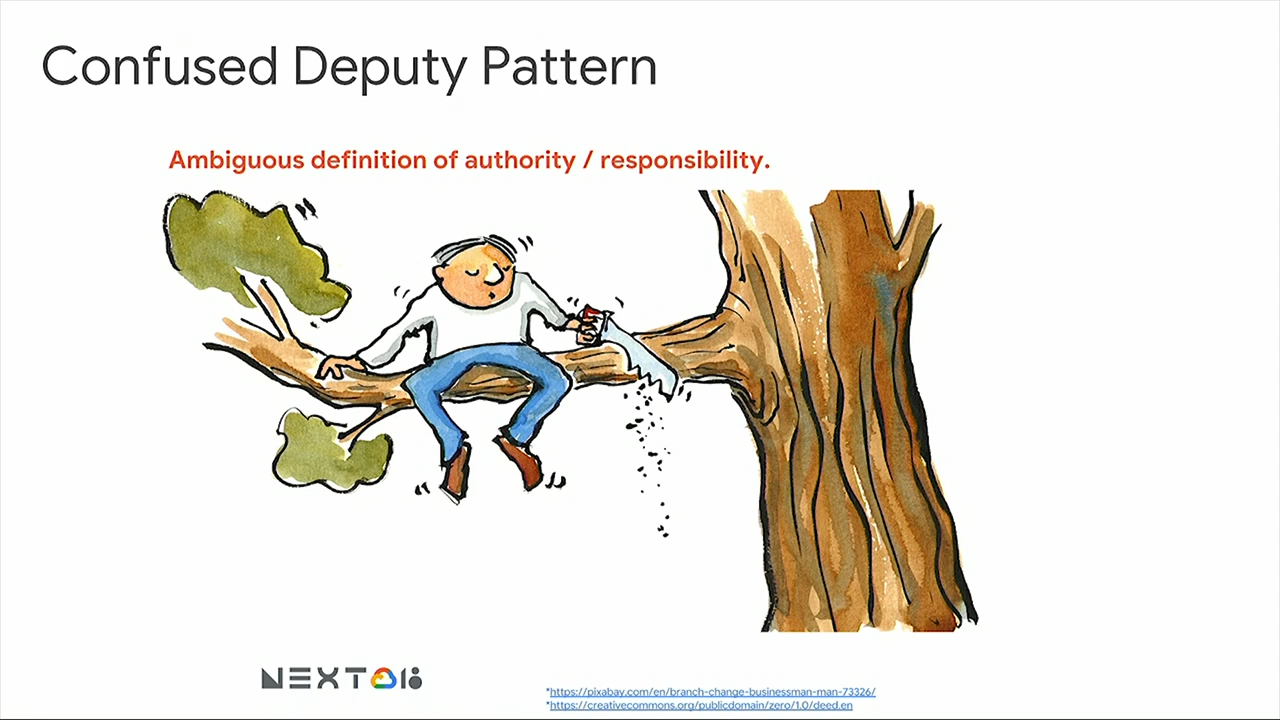 Confused Deputy Pattern
Ambiguous definition of authority / responsibility.
NEXT 18
*https://pixabay.com/en/branch-change-businessman-man-73326/
*https://creativecommons.org/publicdomain/zero/1.0/deed.en